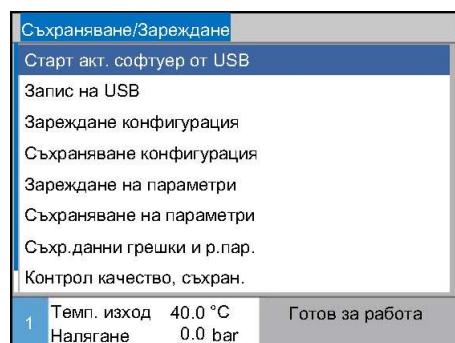 Съхраняване/Зареждане
Старт акт. софтуер от USB
Запис на USB
Зареждане конфигурация
Съхраняване конфигурация
Зареждане на параметри
Съхраняване на параметри
Съхр.данни грешки и р.пар.
Контрол качество, съхран.
1 Темп. изход 40.0 °C Готов за работа
Налягане 0.0 bar